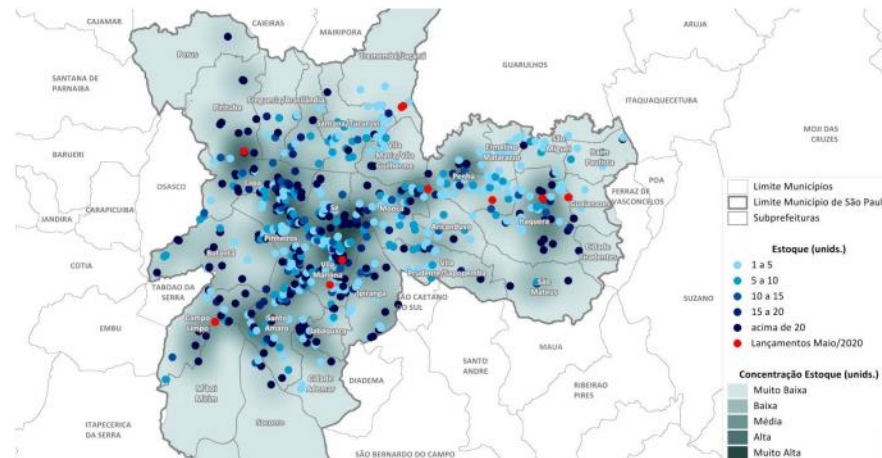 CAJAMAR
CAIEIRAS
MAIRIPORA
ARUJA
SANTANA DE
PARNAIBA
Perus
Tremembé/Jaçanã
GUARULHOS
ITAQUAQUECETUBA
Pirituba
Freguesia/Brasilândia
Santana/Tucuruvi
MOJI DAS
CRUZES
BARUERI
OSASCO
Vila
Maria/Vila
Guilherme
Ermelino
Matarazzo
São
Miguel
Itaim
Paulista
POA
Penha
Lapa
FERRAZ DE
VASCONCELOS
Guaianazes
JANDIRA
CARAPICUIBA
Sé
Mooca
Itaquera
Aricanduva
Pinheiros
Butantã
Cidade
Tiradentes
COTIA
Vila
Mariana
Vila
Prudente/Sapopemba
TABOAO DA
SERRA
Ipiranga
SÃO CAETANO
DO SUL
São
Mateus
SUZANO
EMBU
Campo
Limpo
Santo
Amaro
Jabaquara
MAUA
SANTO
ANDRE
Cidade
Ademar
DIADEMA
M'Boi
Mirim
RIBEIRAO
PIRES
ITAPECERICA
DA SERRA
Socorro
SÃO BERNARDO DO CAMPO
Limite Municípios
Limite Município de São Paul
Subprefeituras
Estoque (unids.)
1 a 5
5 a 10
10 a 15
15 a 20
acima de 20
Lançamentos Maio/2020
Concentração Estoque (unids.)
Muito Baixa
Baixa
Média
Alta
Muito Alta